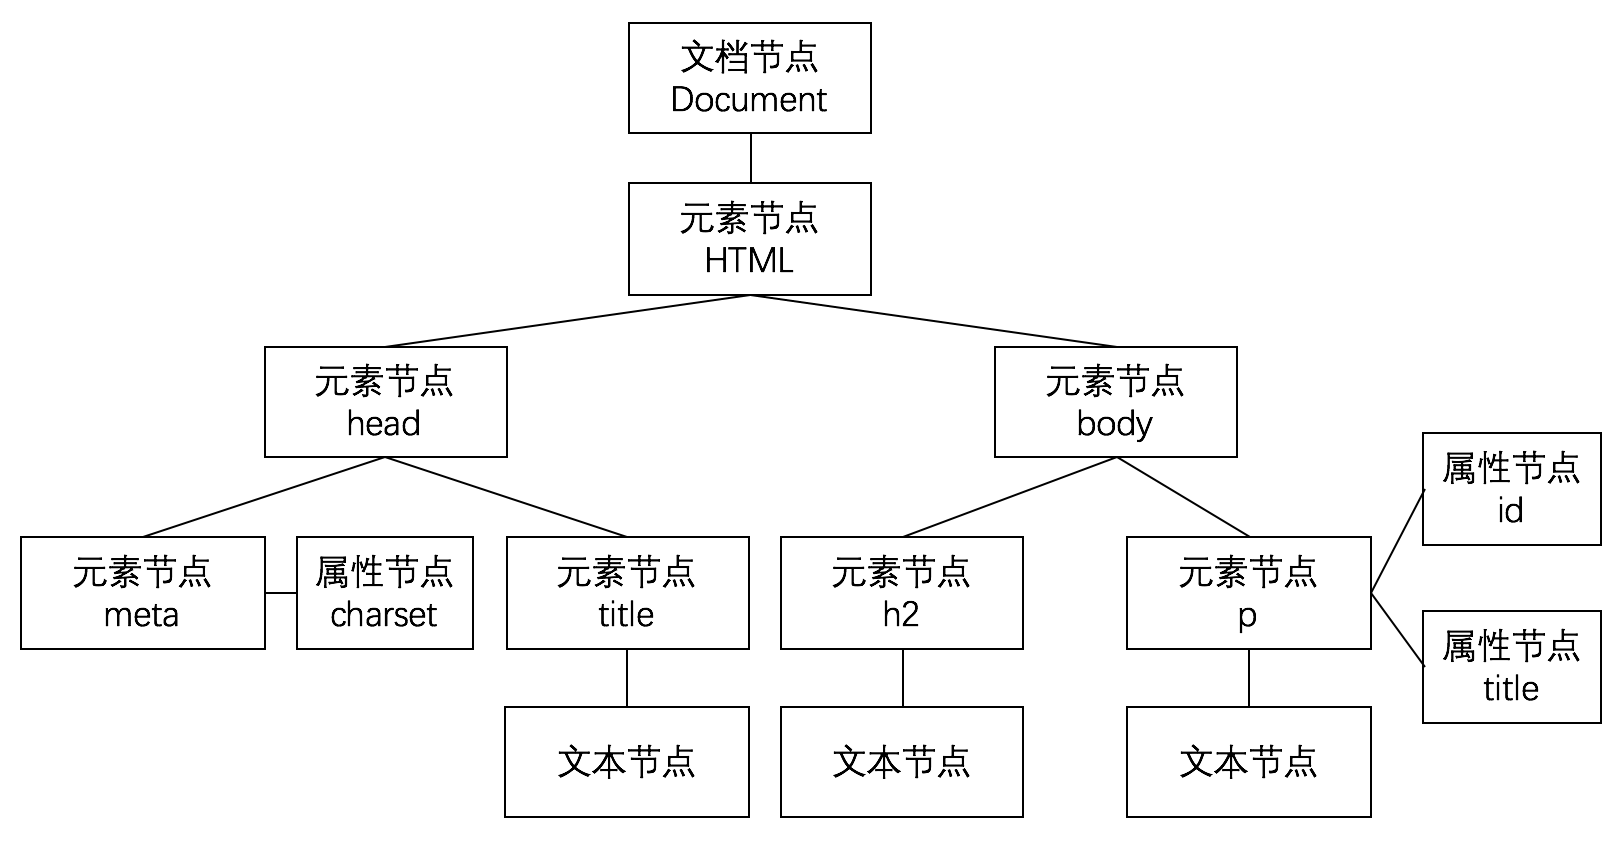 文档节点
Document
元素节点
HTML
元素节点
head
元素节点
body
属性节点
id
元素节点
meta
属性节点
charset
元素节点
title
元素节点
h2
元素节点
p
属性节点
title
文本节点
文本节点
文本节点